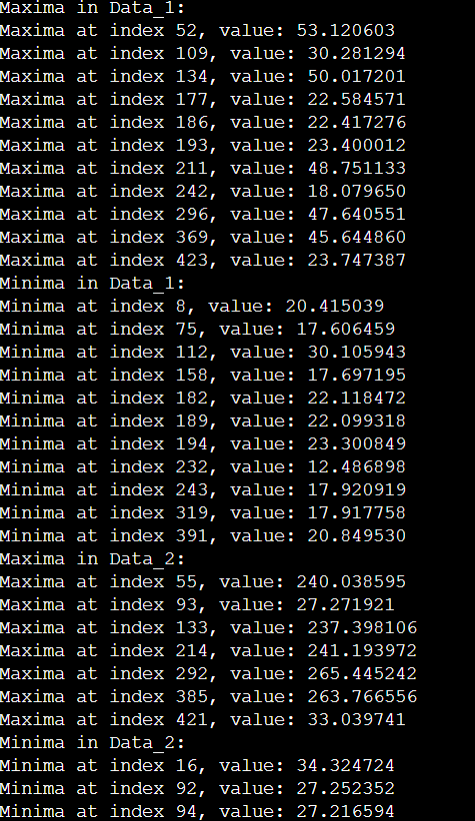 Maxima in Data_1:
Maxima at index 52, value: 53.120603
Maxima at index 109, value: 30.281294
Maxima at index 134, value: 50.017201
Maxima at index 177, value: 22.584571
Maxima at index 186, value: 22.417276
Maxima at index 193, value: 23.400012
Maxima at index 211, value: 48.751133
Maxima at index 242, value: 18.079650
Maxima at index 296, value: 47.640551
Maxima at index 369, value: 45.644860
Maxima at index 423, value: 23.747387
Minima in Data_1:
Minima at index 8, value: 20.415039
Minima at index 75, value: 17.606459
Minima at index 112, value: 30.105943
Minima at index 158, value: 17.697195
Minima at index 182, value: 22.118472
Minima at index 189, value: 22.099318
Minima at index 194, value: 23.300849
Minima at index 232, value: 12.486898
Minima at index 243, value: 17.920919
Minima at index 319, value: 17.917758
Minima at index 391, value: 20.849530
Maxima in Data_2:
Maxima at index 55, value: 240.038595
Maxima at index 93, value: 27.271921
Maxima at index 133, value: 237.398106
Maxima at index 214, value: 241.193972
Maxima at index 292, value: 265.445242
Maxima at index 385, value: 263.766556
Maxima at index 421, value: 33.039741
Minima in Data_2:
Minima at index 16, value: 34.324724
Minima at index 92, value: 27.252352
Minima at index 94, value: 27.216594